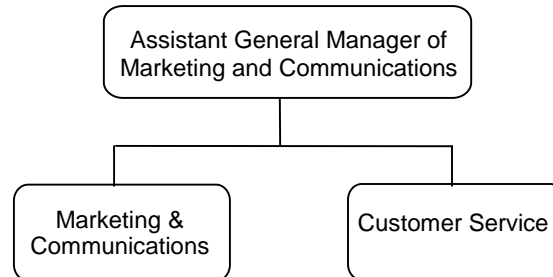 Assistant General Manager of
Marketing and Communications
Marketing &
Communications
Customer Service